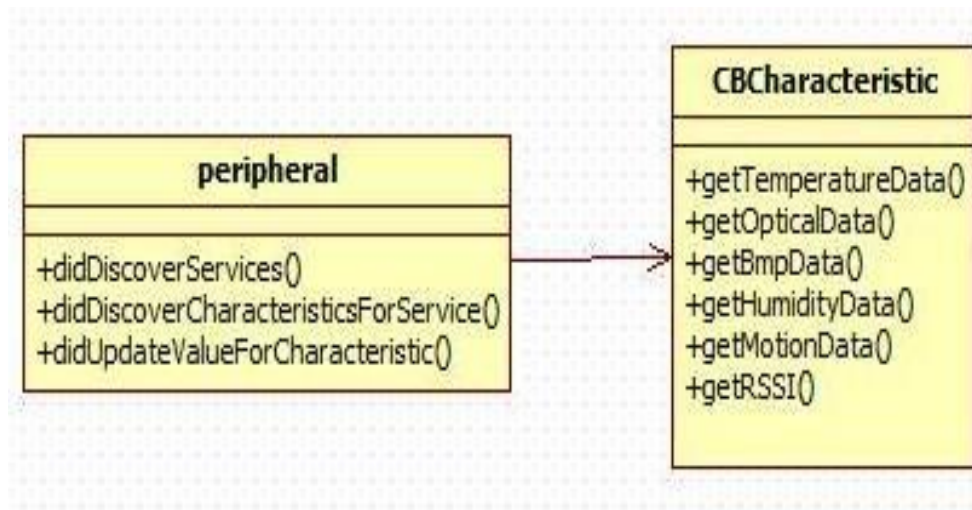 peripheral
+didDiscoverServices()
+didDiscoverCharacteristicsForService()
+didUpdateValueForCharacteristic()
CBCharacteristic
+getTemperatureData()
+getOpticalData()
+getBmpData()
+getHumidityData()
+getMotionData()
+getRSSI()